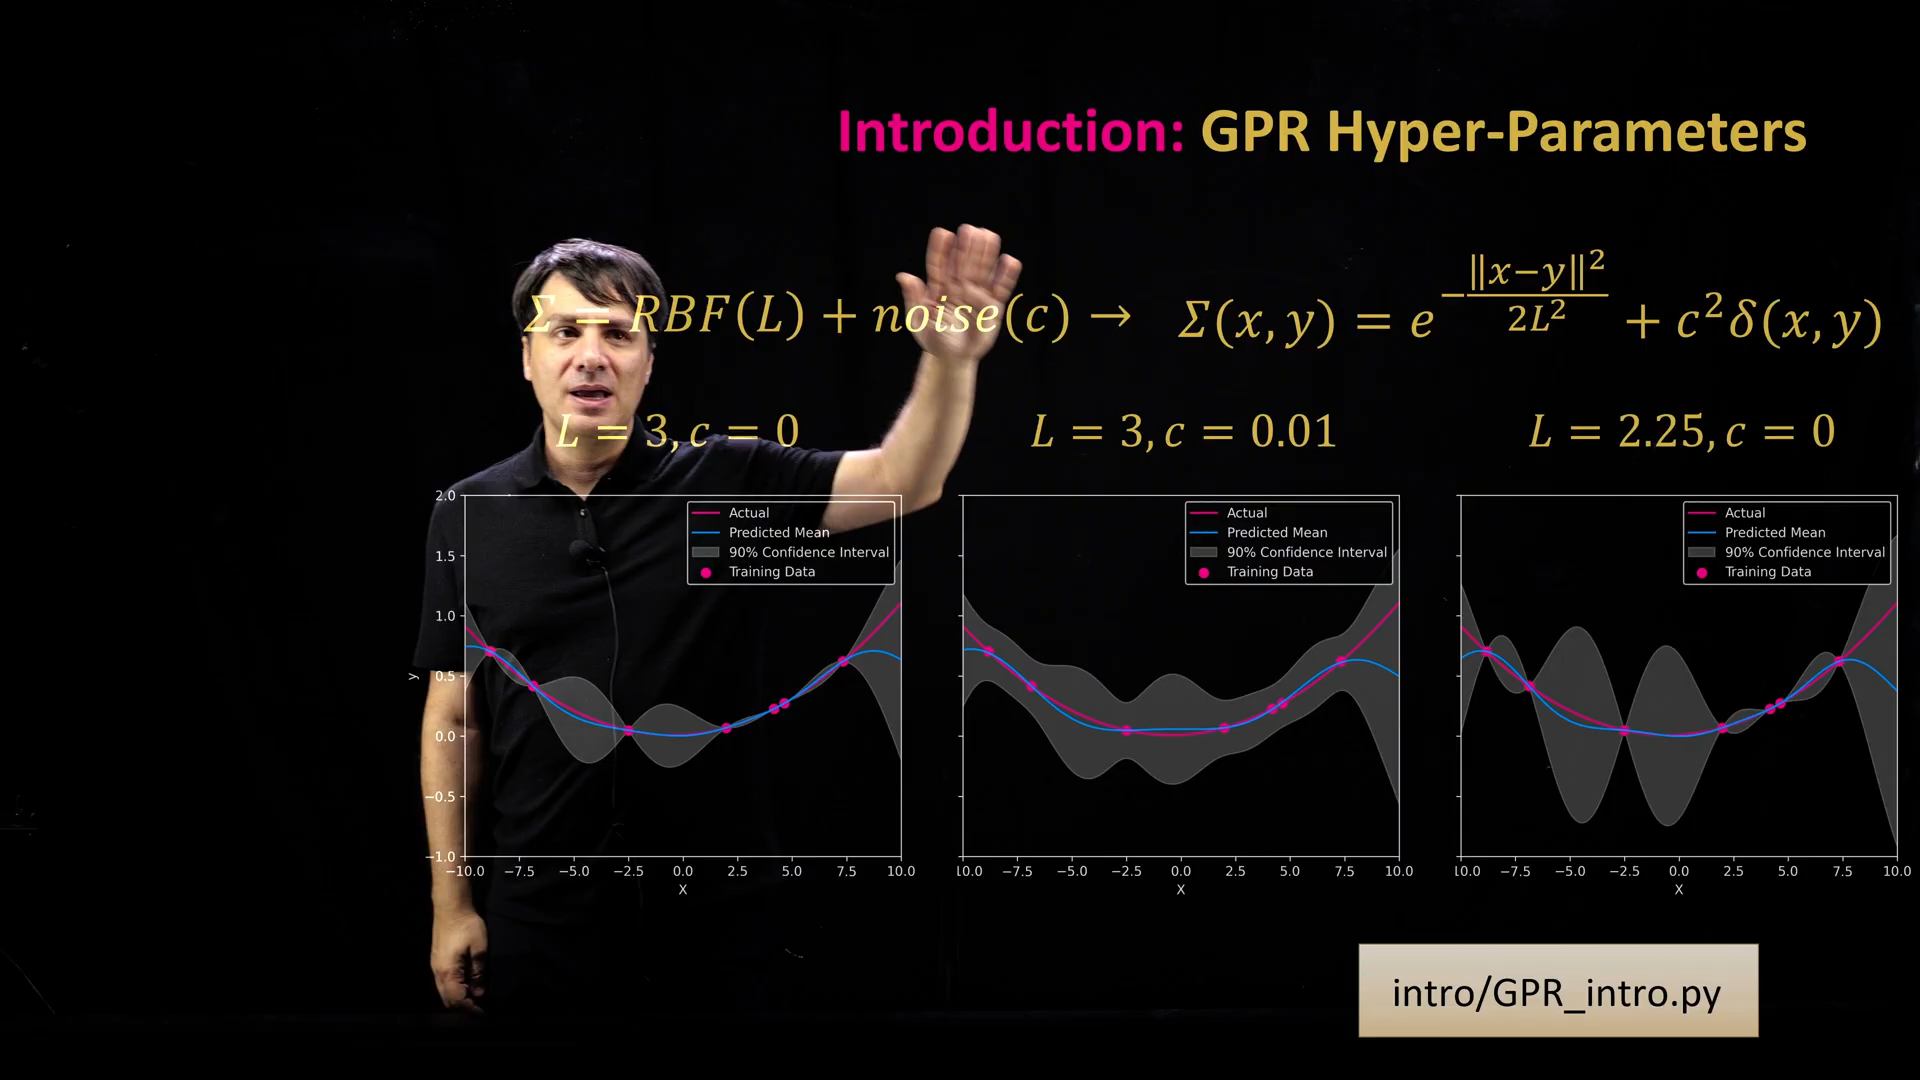 Introduction: GPR Hyper-Parameters
Σ = RBF(L) + noise(c) → Σ(x, y) = e^{-\frac{‖x−y‖²}{2L²}} + c²δ(x, y)
L = 3, c = 0
L = 3, c = 0.01
L = 2.25, c = 0
y
2.0
1.5
1.0
0.5
0.0
−0.5
−1.0
Actual
Predicted Mean
90% Confidence Interval
Training Data
−10.0 −7.5 −5.0 −2.5 0.0 2.5 5.0 7.5 10.0
X
Actual
Predicted Mean
90% Confidence Interval
Training Data
10.0 −7.5 −5.0 −2.5 0.0 2.5 5.0 7.5 10.0
X
Actual
Predicted Mean
90% Confidence Interval
Training Data
10.0 −7.5 −5.0 −2.5 0.0 2.5 5.0 7.5 10.0
X
intro/GPR_intro.py